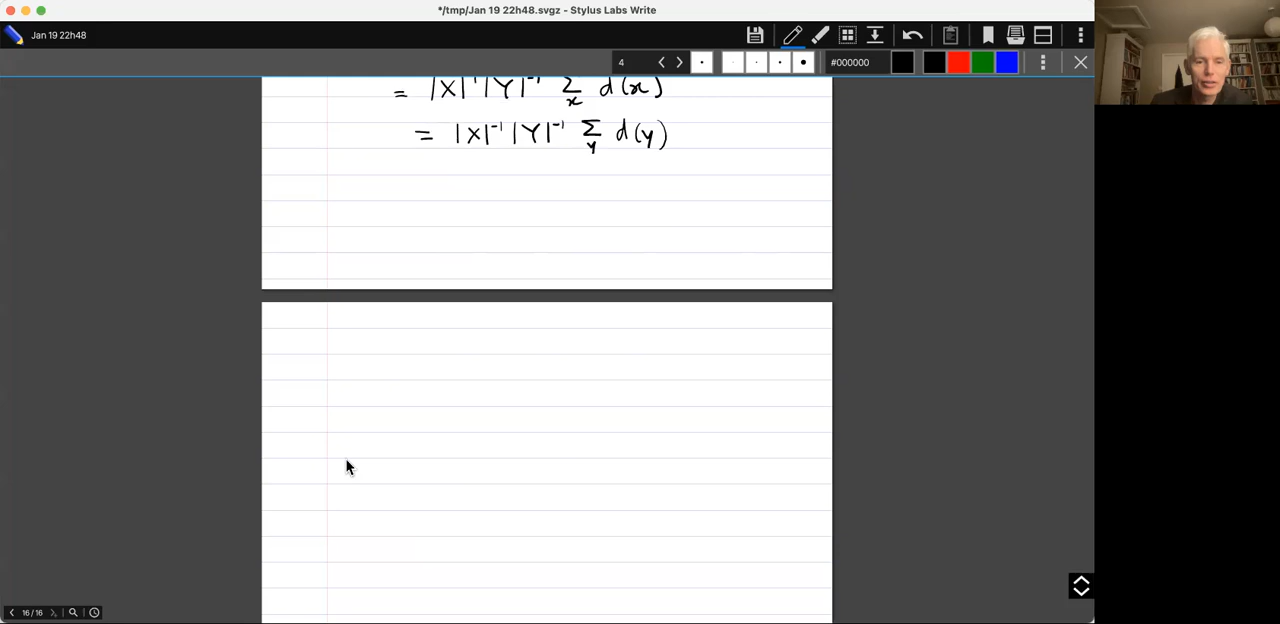 */tmp/Jan 19 22h48.svgz - Stylus Labs Write
Jan 19 22h48
4
#000000
= |X|⁻¹ |Y|⁻¹ Σ_x d(x)
= |X|⁻¹ |Y|⁻¹ Σ_y d(y)
16/16